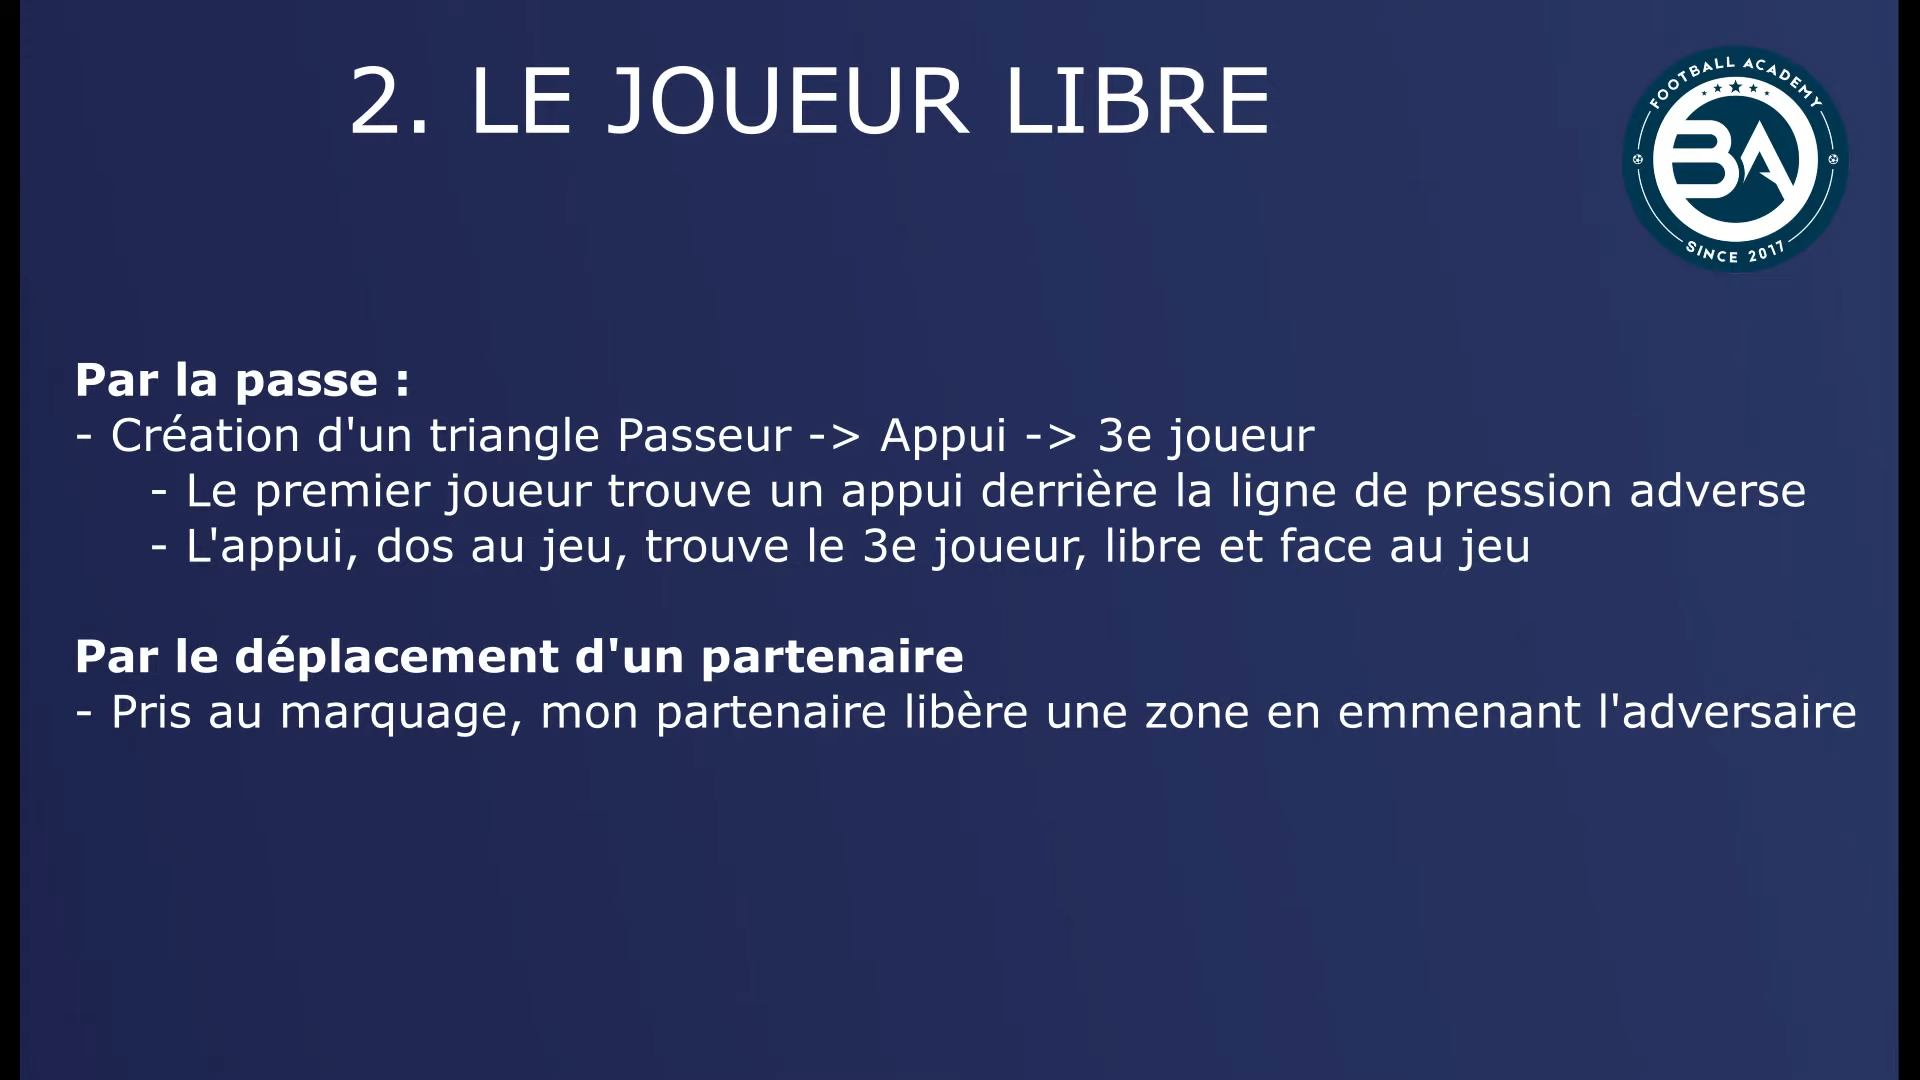 2. LE JOUEUR LIBRE
FOOTBALL ACADEMY
BA
SINCE 2017
Par la passe :
- Création d'un triangle Passeur -> Appui -> 3e joueur
- Le premier joueur trouve un appui derrière la ligne de pression adverse
- L'appui, dos au jeu, trouve le 3e joueur, libre et face au jeu
Par le déplacement d'un partenaire
- Pris au marquage, mon partenaire libère une zone en emmenant l'adversaire